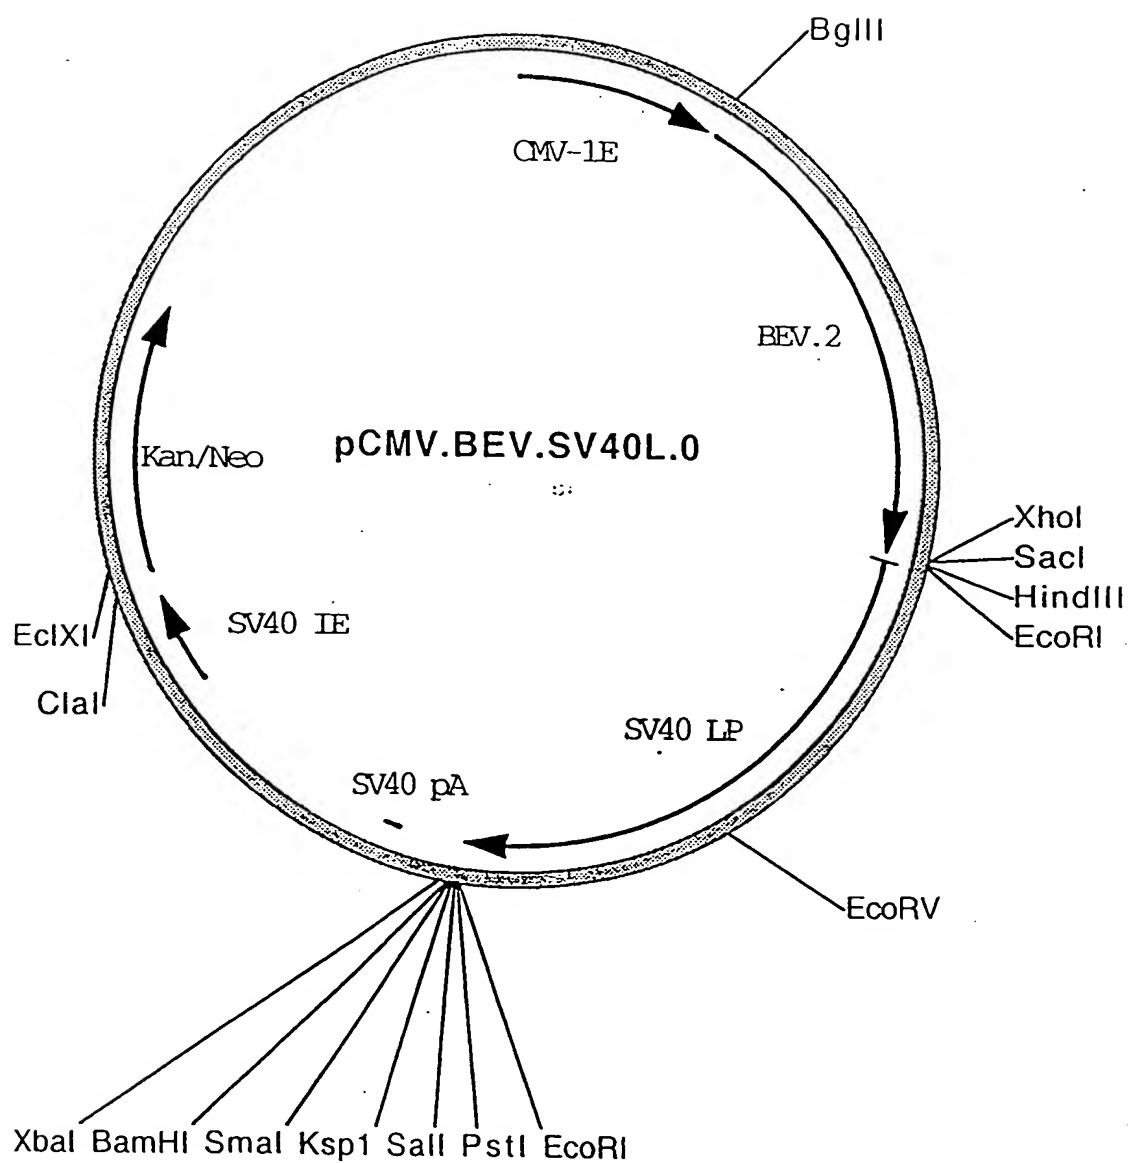 BglII
CMV-1E
BEV.2
Kan/Neo
pCMV.BEV.SV40L.0
XhoI
SacI
HindIII
EcoRI
EclXI
SV40 IE
ClaI
SV40 LP
SV40 pA
EcoRV
XbaI BamHI SmaI Ksp1 SalI PstI EcoRI